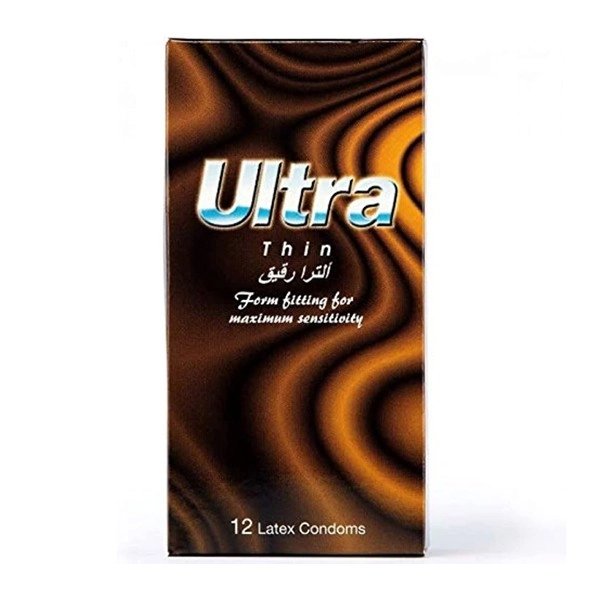 Ultra
Thin
ألترا رقيق
Form fitting for
maximum sensitivity
12 Latex Condoms